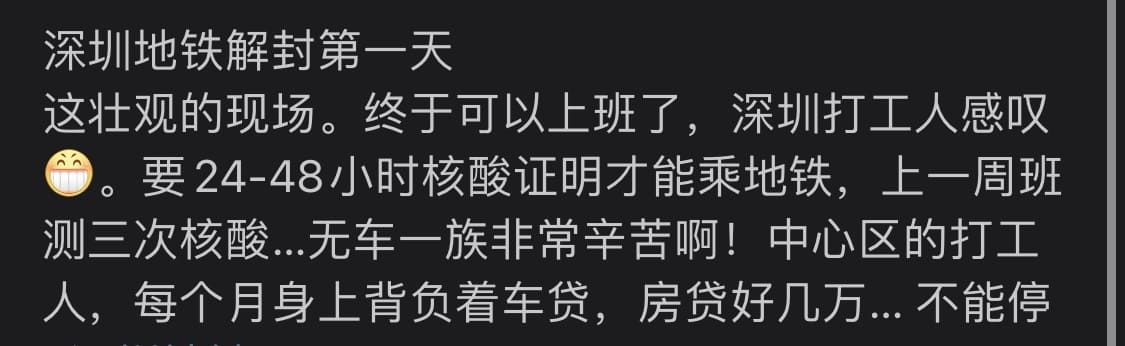 深圳地铁解封第一天
这壮观的现场。终于可以上班了，深圳打工人感叹
😁。要24-48小时核酸证明才能乘地铁，上一周班
测三次核酸...无车一族非常辛苦啊！中心区的打工
人，每个月身上背负着车贷，房贷好几万... 不能停